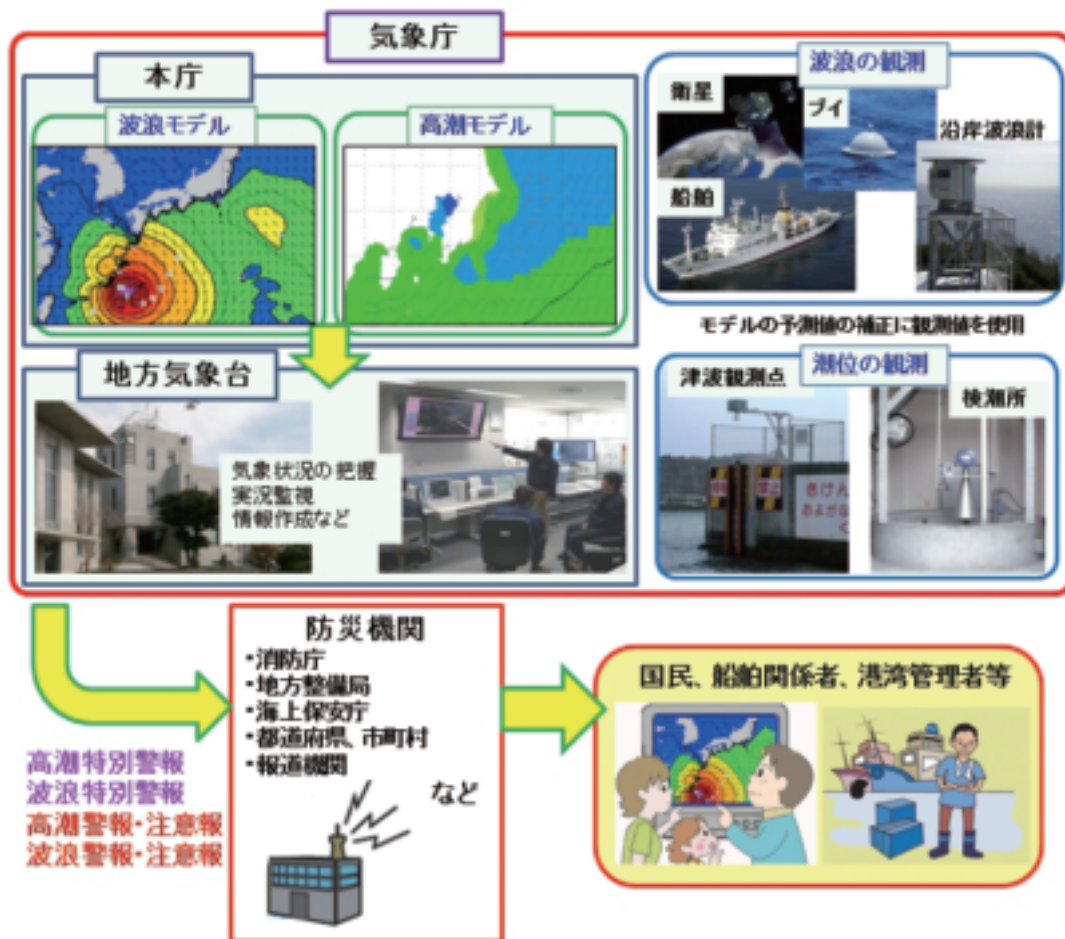 気象庁
本庁
波浪モデル
高潮モデル
波浪の観測
衛星
ブイ
沿岸波浪計
船舶
モデルの予測値の補正に観測値を使用
地方気象台
気象状況の把握
実況監視
情報作成など
潮位の観測
津波観測点
検潮所
きけん
およがな
く
防災機関
・消防庁
・地方整備局
・海上保安庁
・都道府県、市町村
・報道機関
など
高潮特別警報
波浪特別警報
高潮警報・注意報
波浪警報・注意報
国民、船舶関係者、港湾管理者等